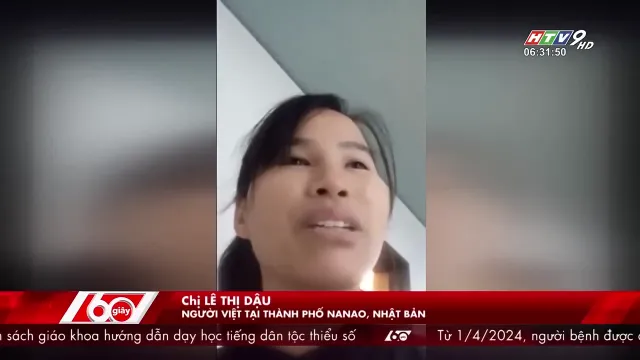 HTV9 HD
06:31:50
60 giây
Chị LÊ THỊ DẬU
NGƯỜI VIỆT TẠI THÀNH PHỐ NANAO, NHẬT BẢN
sách giáo khoa hướng dẫn dạy học tiếng dân tộc thiểu số 60 giây Từ 1/4/2024, người bệnh được